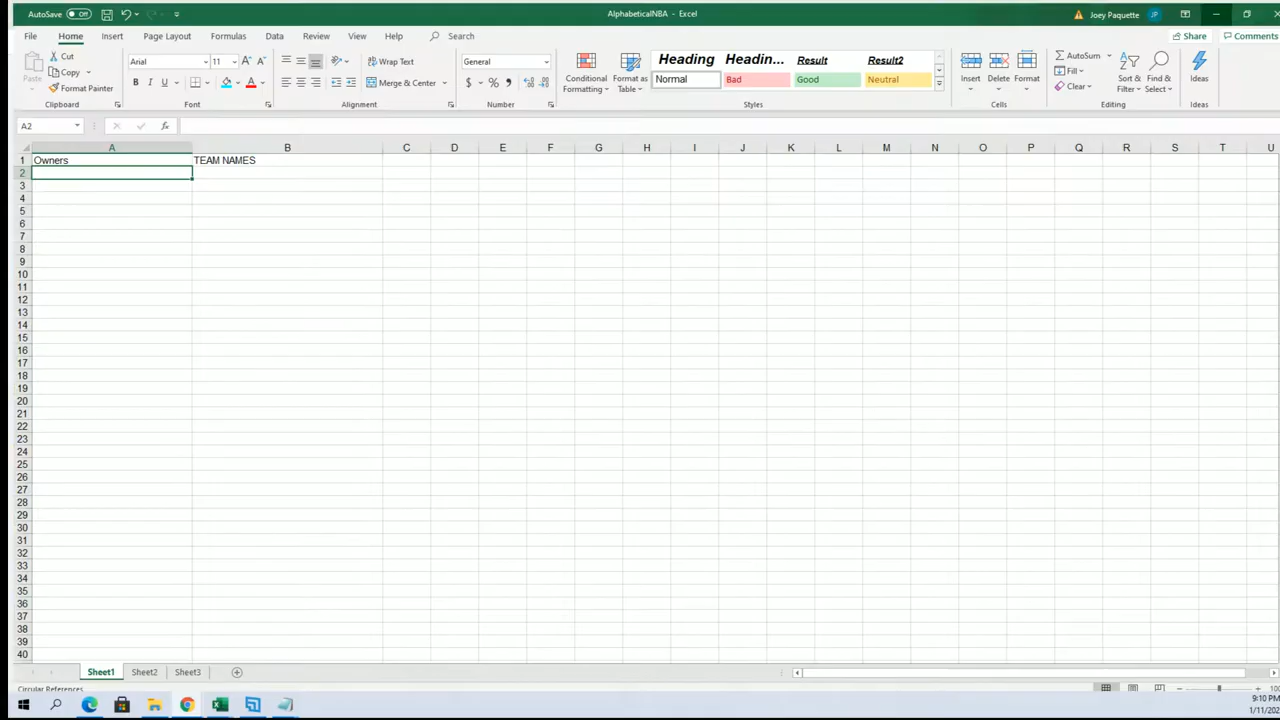 AutoSave Off AlphabeticalNBA - Excel Joey Paquette JP
File Home Insert Page Layout Formulas Data Review View Help Search Share Comments
Paste Cut Copy Format Painter Clipboard
Arial 11 A A B I U A Font
Wrap Text Merge & Center Alignment
General $ % , Number
Conditional Formatting Format as Table
Heading Headin... Result Result2
Normal Bad Good Neutral
Styles
Insert Delete Format Cells
AutoSum Fill Clear Sort & Filter Find & Select Editing
Ideas Ideas
A2 fx
A B C D E F G H I J K L M N O P Q R S T U
1 Owners TEAM NAMES
2
3
4
5
6
7
8
9
10
11
12
13
14
15
16
17
18
19
20
21
22
23
24
25
26
27
28
29
30
31
32
33
34
35
36
37
38
39
40
Sheet1 Sheet2 Sheet3
Circular References
9:10 PM